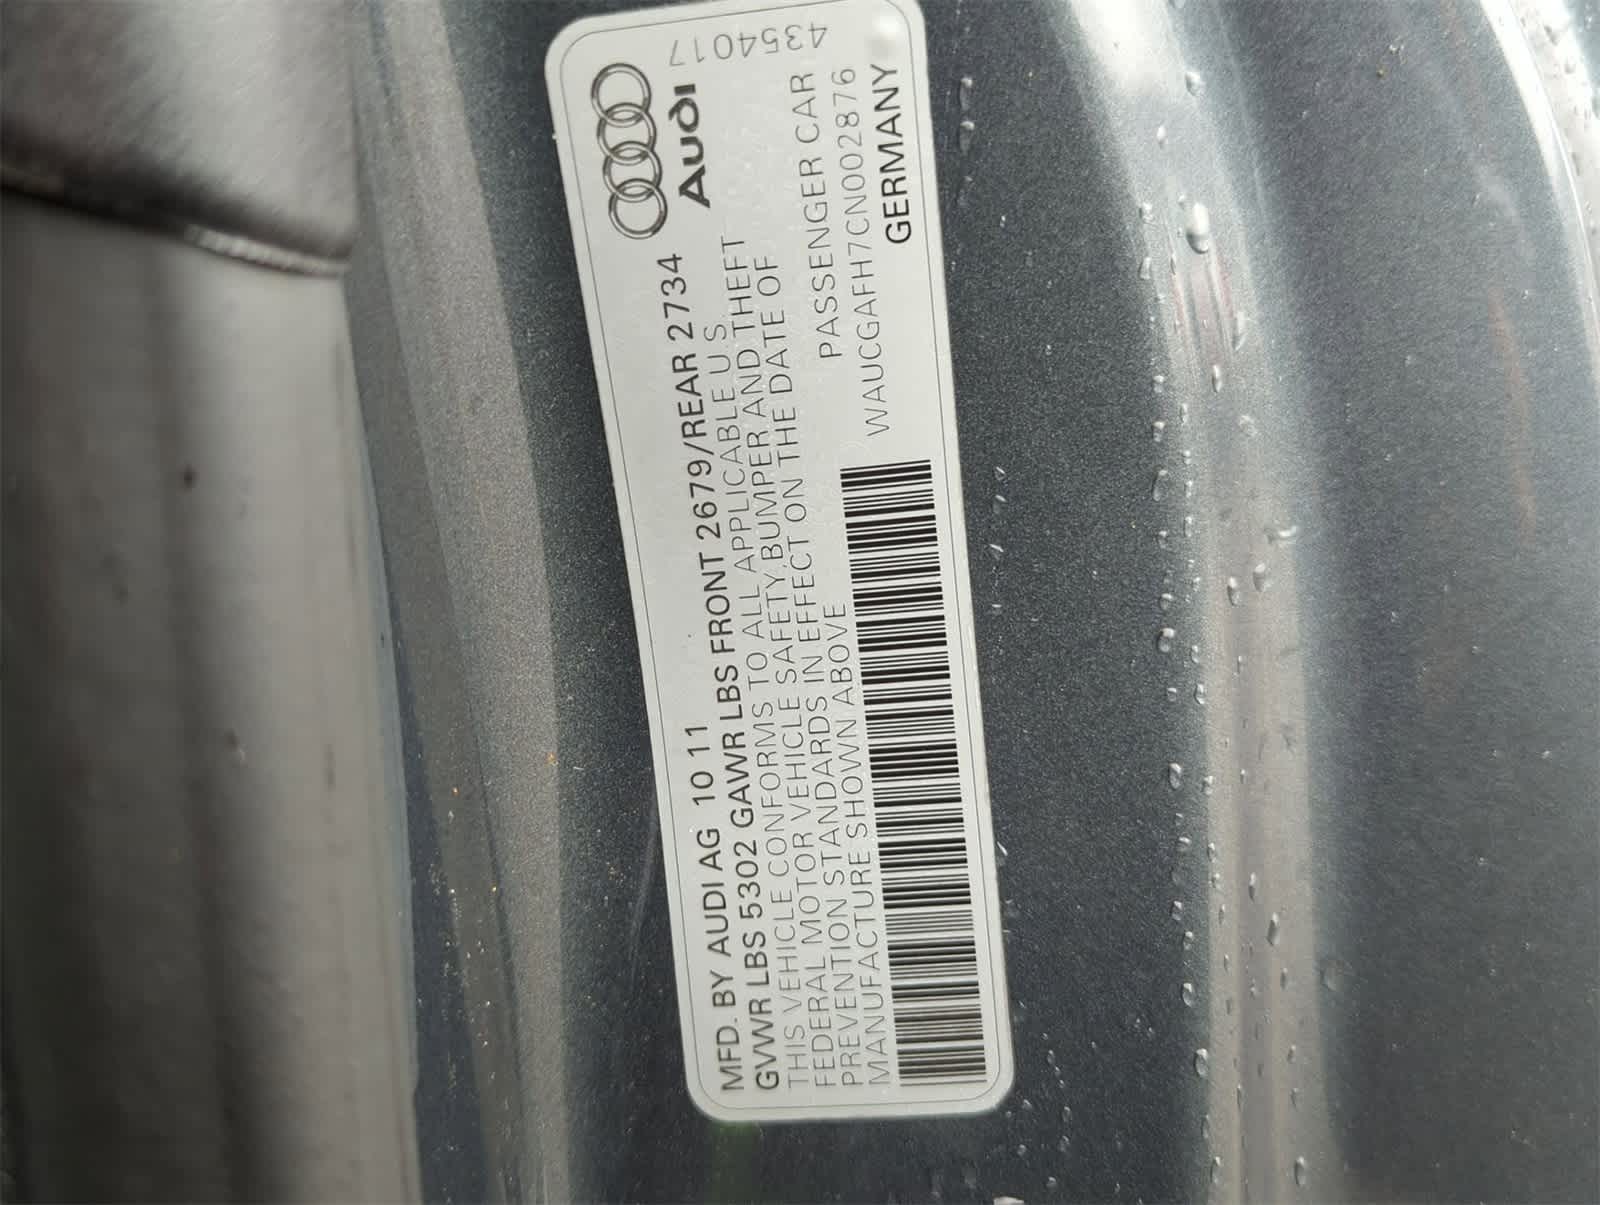 4354017
Audi
MFD. BY AUDI AG 10 11
GVWR LBS 5302 GAWR LBS FRONT 2679/REAR 2734
THIS VEHICLE CONFORMS TO ALL APPLICABLE U S
FEDERAL MOTOR VEHICLE SAFETY,BUMPER AND THEFT
PREVENTION STANDARDS IN EFFECT ON THE DATE OF
MANUFACTURE SHOWN ABOVE
PASSENGER CAR
WAUCGAFH7CN002876
GERMANY